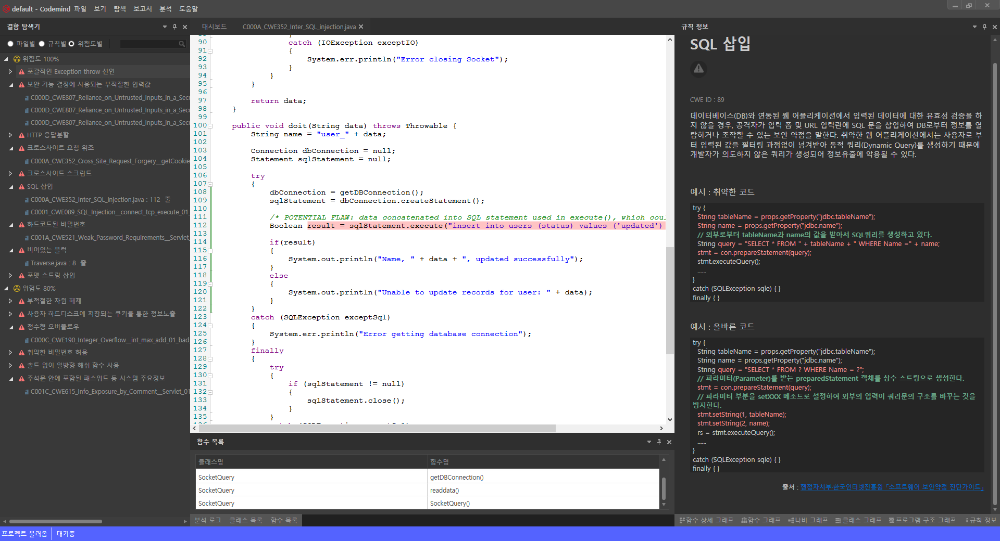 default - Codemind 파일 보기 탐색 보고서 분석 도움말
결함 탐색기
파일별 규칙별 위험도별
위험도 100%
포괄적인 Exception throw 선언
보안 기능 결정에 사용되는 부적절한 입력값
C000D_CWE807_Reliance_on_Untrusted_Inputs_in_a_Secu
C000D_CWE807_Reliance_on_Untrusted_Inputs_in_a_Secu
C000D_CWE807_Reliance_on_Untrusted_Inputs_in_a_Secu
HTTP 응답분할
크로스사이트 요청 위조
C000A_CWE352_Cross_Site_Request_Forgery__getCookie
크로스사이트 스크립트
SQL 삽입
C000A_CWE352_Inter_SQL_injection.java : 112 줄
C0001_CWE089_SQL_Injection__connect_tcp_execute_01_
하드코드된 비밀번호
C001A_CWE521_Weak_Password_Requirements__Servlet_
비어있는 블럭
Traverse.java : 8 줄
포맷 스트링 삽입
위험도 80%
부적절한 자원 해제
사용자 하드디스크에 저장되는 쿠키를 통한 정보노출
정수형 오버플로우
C000C_CWE190_Integer_Overflow__int_max_add_01_bad.
취약한 비밀번호 허용
솔트 없이 일방향 해쉬 함수 사용
주석문 안에 포함된 패스워드 등 시스템 주요정보
C001C_CWE615_Info_Exposure_by_Comment__Servlet_01
대시보드 C000A_CWE352_Inter_SQL_injection.java
89 }
90 catch (IOException exceptIO)
91 {
92 System.err.println("Error closing Socket");
93 }
94 }
95 }
96
97 return data;
98 }
99
100 public void doit(String data) throws Throwable {
101 String name = "user_" + data;
102
103 Connection dbConnection = null;
104 Statement sqlStatement = null;
105
106 try
107 {
108 dbConnection = getDBConnection();
109 sqlStatement = dbConnection.createStatement();
110
111 /* POTENTIAL FLAW: data concatenated into SQL statement used in execute(), which coul
112 Boolean result = sqlStatement.execute("insert into users (status) values ('updated')
113
114 if(result)
115 {
116 System.out.println("Name, " + data + ", updated successfully");
117 }
118 else
119 {
120 System.out.println("Unable to update records for user: " + data);
121 }
122 }
123 catch (SQLException exceptSql)
124 {
125 System.err.println("Error getting database connection");
126 }
127 finally
128 {
129 try
130 {
131 if (sqlStatement != null)
132 {
133 sqlStatement.close();
134 }
135 }
함수 목록
클래스명 함수명
SocketQuery getDBConnection()
SocketQuery readdata()
SocketQuery SocketQuery()
분석 로그 클래스 목록 함수 목록
규칙 정보
SQL 삽입
CWE ID : 89
데이터베이스(DB)와 연동된 웹 어플리케이션에서 입력된 데이터에 대한 유효성 검증을 하
지 않을 경우, 공격자가 입력 폼 및 URL 입력란에 SQL 문을 삽입하여 DB로부터 정보를 열
람하거나 조작할 수 있는 보안 약점을 말한다. 취약한 웹 어플리케이션에서는 사용자로 부
터 입력된 값을 필터링 과정없이 넘겨받아 동적 쿼리(Dynamic Query)를 생성하기 때문에
개발자가 의도하지 않은 쿼리가 생성되어 정보유출에 악용될 수 있다.
예시 : 취약한 코드
try {
String tableName = props.getProperty("jdbc.tableName");
String name = props.getProperty("jdbc.name");
// 외부로부터 tableName과 name의 값을 받아서 SQL쿼리를 생성하고 있다.
String query = "SELECT * FROM " + tableName + " WHERE Name =" + name;
stmt = con.prepareStatement(query);
stmt.executeQuery();
......
}
catch (SQLException sqle) { }
finally { }
예시 : 올바른 코드
try {
String tableName = props.getProperty("jdbc.tableName");
String name = props.getProperty("jdbc.name");
String query = "SELECT * FROM ? WHERE Name = ?";
// 파라미터(Parameter)를 받는 preparedStatement 객체를 상수 스트링으로 생성한다.
stmt = con.prepareStatement(query);
// 파라미터 부분을 setXXX 메소드로 설정하여 외부의 입력이 쿼리문의 구조를 바꾸는 것을
방지한다.
stmt.setString(1, tableName);
stmt.setString(2, name);
rs = stmt.executeQuery();
......
}
catch (SQLException sqle) { }
finally { }
출처 : 행정자치부·한국인터넷진흥원 「소프트웨어 보안약점 진단가이드」
함수 상세 그래프 함수 그래프 나비 그래프 클래스 그래프 프로그램 구조 그래프 규칙 정보
프로젝트 불러옴 대기중